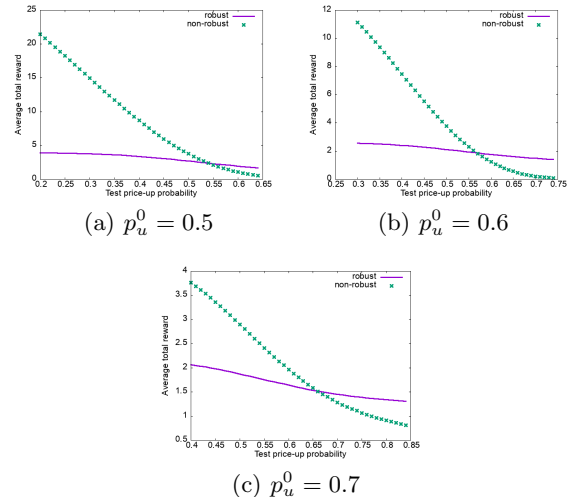 robust
non-robust
25
20
15
10
5
0
Average total reward
0.2 0.25 0.3 0.35 0.4 0.45 0.5 0.55 0.6 0.65
Test price-up probability
(a) p_u^0 = 0.5
robust
non-robust
12
10
8
6
4
2
0
Average total reward
0.25 0.3 0.35 0.4 0.45 0.5 0.55 0.6 0.65 0.7 0.75
Test price-up probability
(b) p_u^0 = 0.6
robust
non-robust
4
3.5
3
2.5
2
1.5
1
0.5
Average total reward
0.4 0.45 0.5 0.55 0.6 0.65 0.7 0.75 0.8 0.85
Test price-up probability
(c) p_u^0 = 0.7